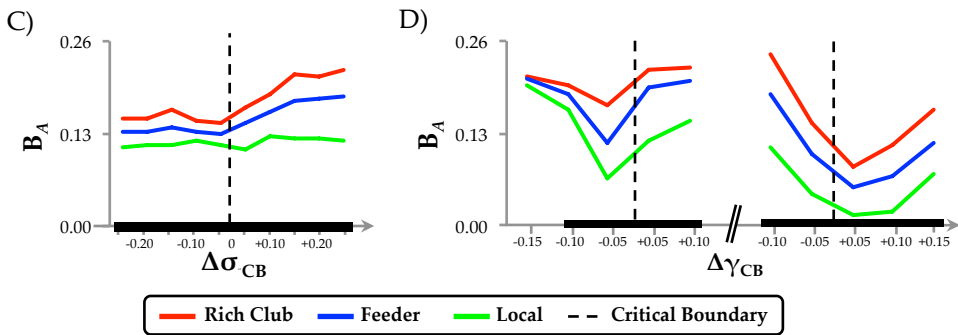 C)
D)
0.26
0.13
0.00
B_A
-0.20 -0.10 0 +0.10 +0.20
Δσ_CB
0.26
0.13
0.00
B_A
-0.15 -0.10 -0.05 +0.05 +0.10
-0.10 -0.05 +0.05 +0.10 +0.15
Δγ_CB
Rich Club Feeder Local Critical Boundary